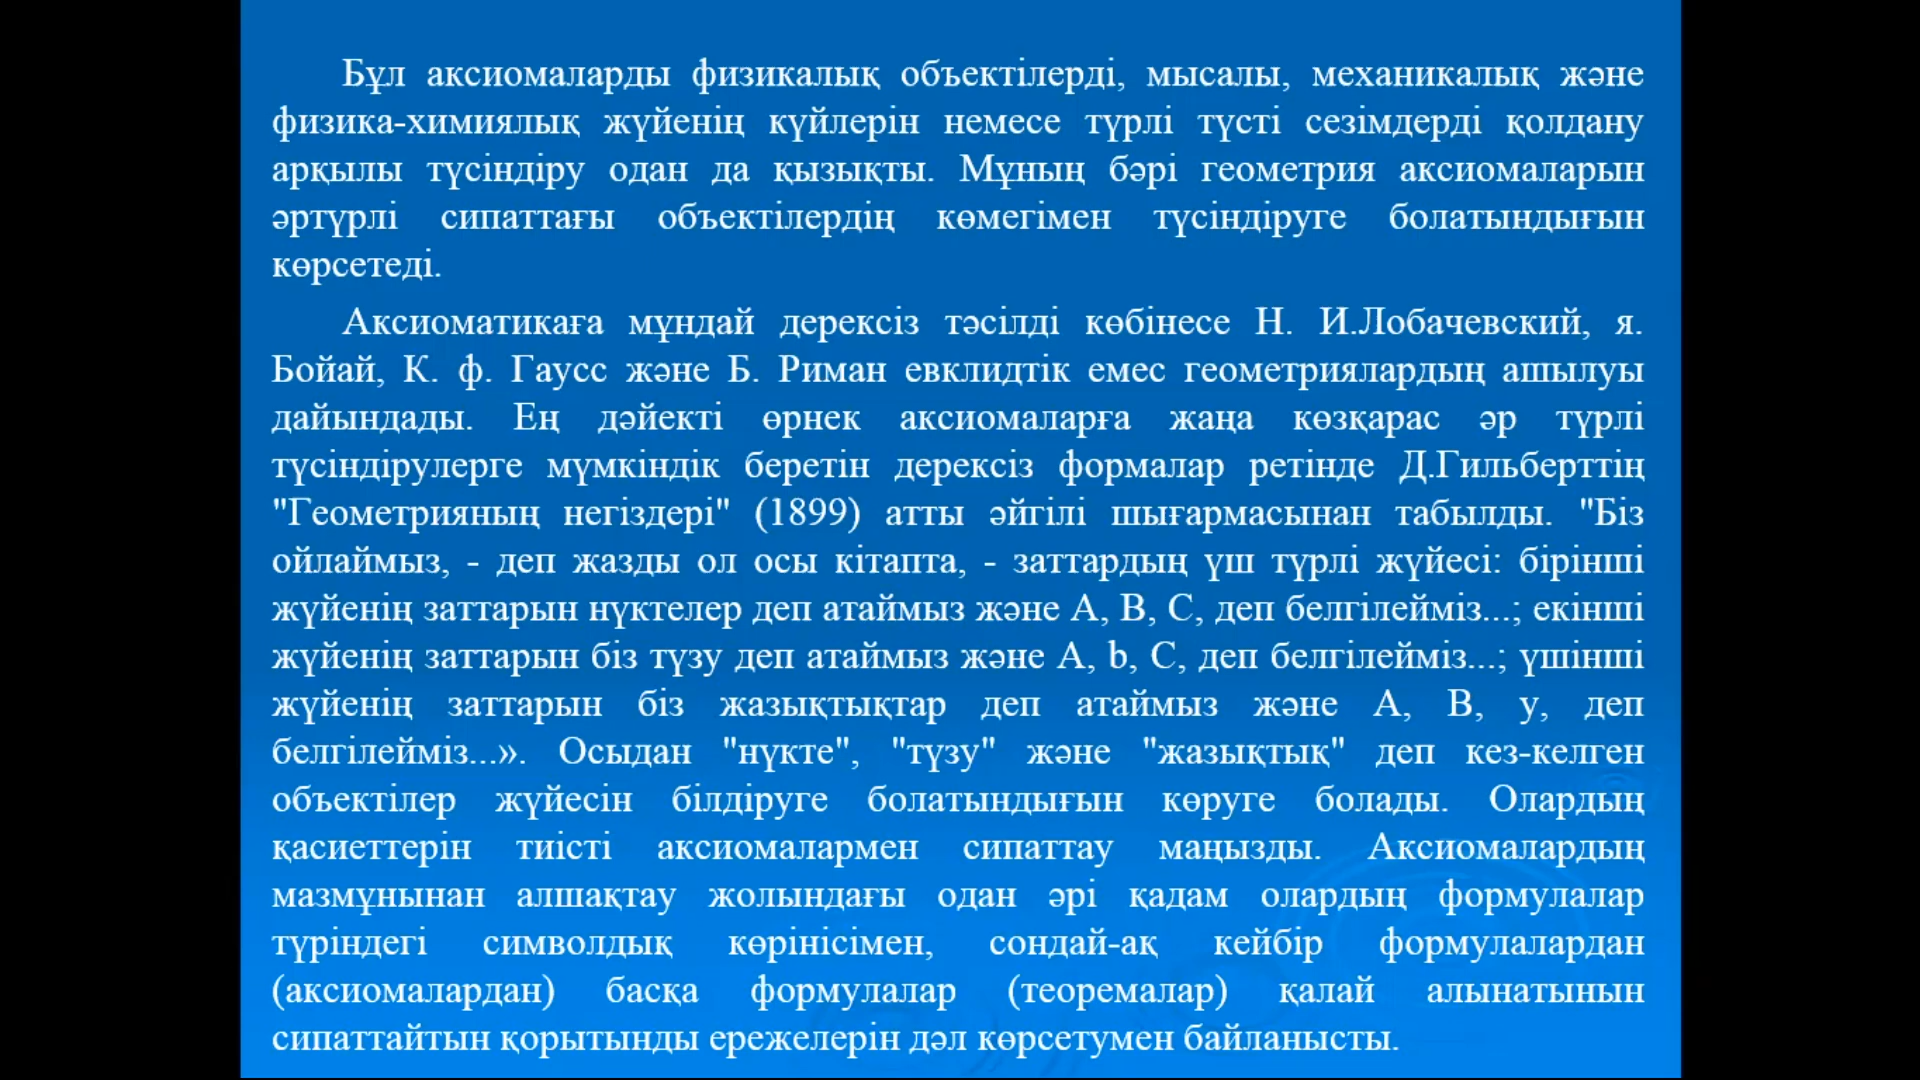 Бұл аксиомаларды физикалық объектілерді, мысалы, механикалық және
физика-химиялық жүйенің күйлерін немесе түрлі түсті сезімдерді қолдану
арқылы түсіндіру одан да қызықты. Мұның бәрі геометрия аксиомаларын
әртүрлі сипаттағы объектілердің көмегімен түсіндіруге болатындығын
көрсетеді.
Аксиоматикаға мұндай дерексіз тәсілді көбінесе Н. И.Лобачевский, я.
Бойай, К. ф. Гаусс және Б. Риман евклидтік емес геометриялардың ашылуы
дайындады. Ең дәйекті өрнек аксиомаларға жаңа көзқарас әр түрлі
түсіндірулерге мүмкіндік беретін дерексіз формалар ретінде Д.Гильберттің
"Геометрияның негіздері" (1899) атты әйгілі шығармасынан табылды. "Біз
ойлаймыз, - деп жазды ол осы кітапта, - заттардың үш түрлі жүйесі: бірінші
жүйенің заттарын нүктелер деп атаймыз және А, В, С, деп белгілейміз...; екінші
жүйенің заттарын біз түзу деп атаймыз және А, b, С, деп белгілейміз...; үшінші
жүйенің заттарын біз жазықтықтар деп атаймыз және А, В, у, деп
белгілейміз...». Осыдан "нүкте", "түзу" және "жазықтық" деп кез-келген
объектілер жүйесін білдіруге болатындығын көруге болады. Олардың
қасиеттерін тиісті аксиомалармен сипаттау маңызды. Аксиомалардың
мазмұнынан алшақтау жолындағы одан әрі қадам олардың формулалар
түріндегі символдық көрінісімен, сондай-ақ кейбір формулалардан
(аксиомалардан) басқа формулалар (теоремалар) қалай алынатынын
сипаттайтын қорытынды ережелерін дәл көрсетумен байланысты.